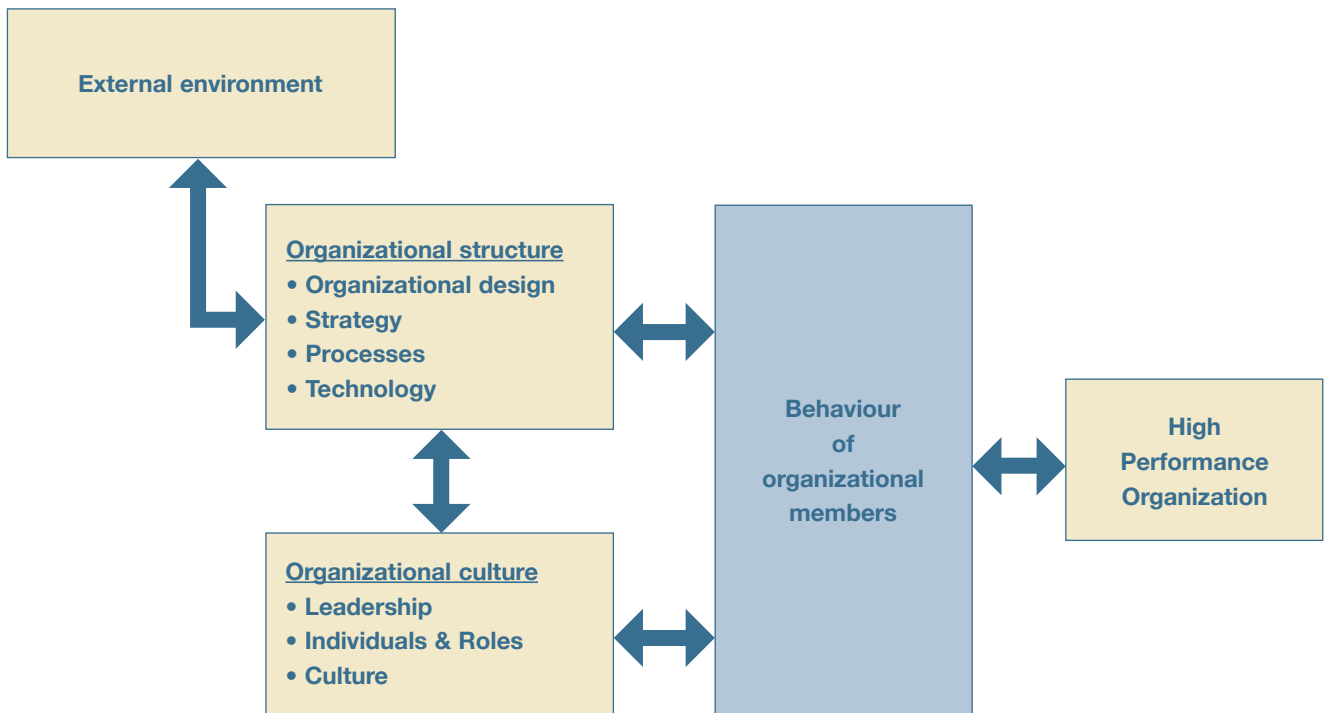 External environment
Organizational structure
• Organizational design
• Strategy
• Processes
• Technology
Organizational culture
• Leadership
• Individuals & Roles
• Culture
Behaviour
of
organizational
members
High
Performance
Organization